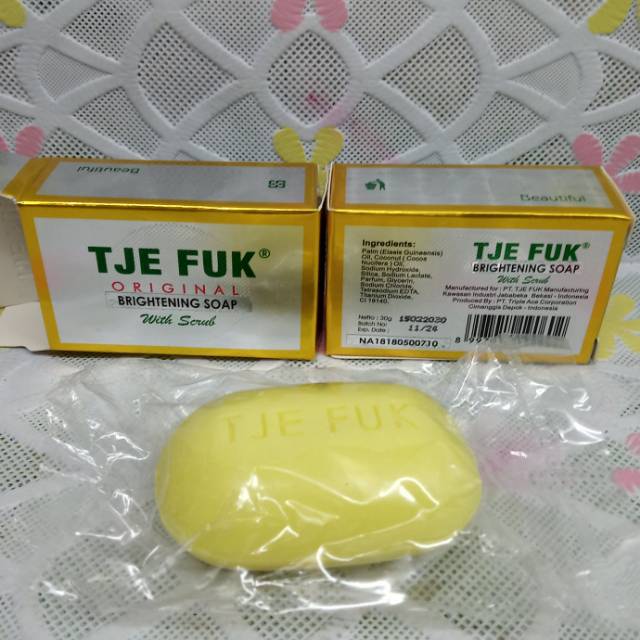 Beautiful
TJE FUK®
ORIGINAL
BRIGHTENING SOAP
With Scrub
Beautiful
Ingredients:
Palm (Elaeis Guineensis)
Oil, Coconut ( Cocos
Nucifera ) Oil,
Sodium Hydroxide,
Silica, Sodium Lactate,
Parfum, Glycerin,
Sodium Chloride,
Tetrasodium EDTA,
Titanium Dioxide,
CI 19140.
Netto : 30g
Batch No:
Exp. Date :
11/24
NA18180500710
TJE FUK®
BRIGHTENING SOAP
With Scrub
Manufactured for : PT. TJE FUK Manufacturing
Kawasan Industri Jababeka Bekasi - Indonesia
Produced By : PT. Triple Ace Corporation
Cimanggis Depok - Indonesia
TJE FUK